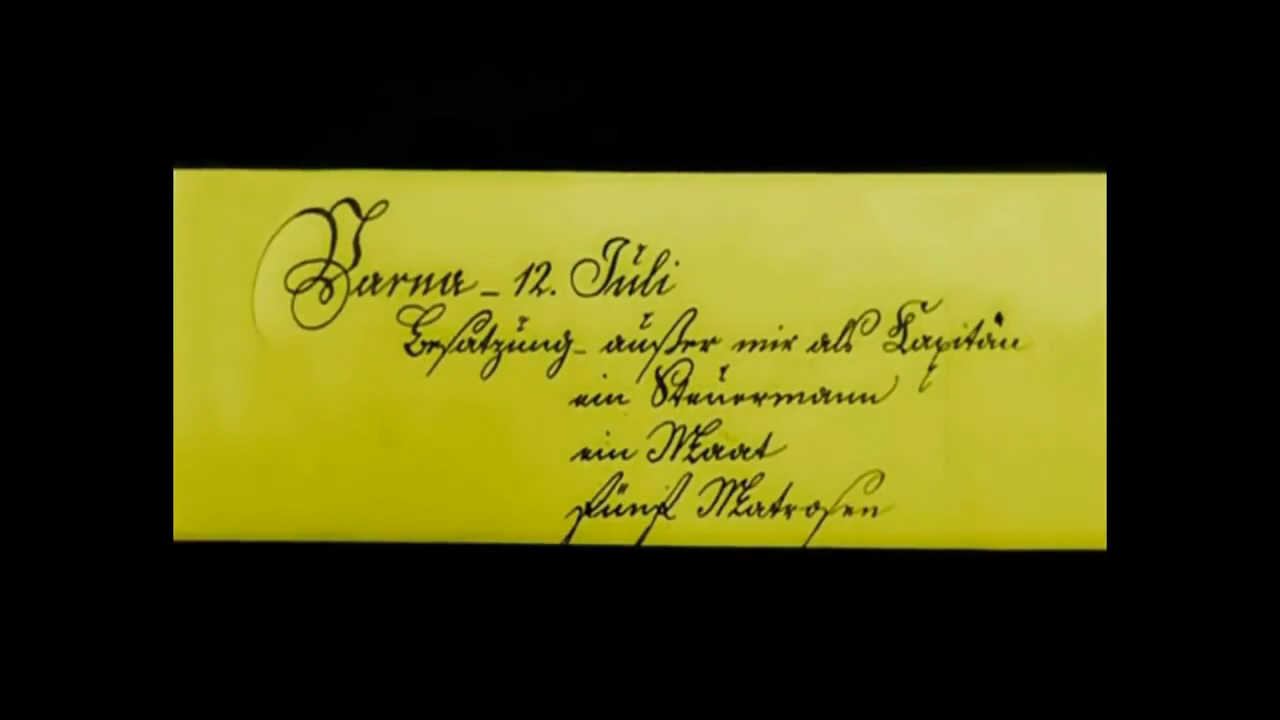 Varna - 12. Juli
Besatzung - außer mir als Kapitän
ein Steuermann
ein Maat
fünf Matrosen